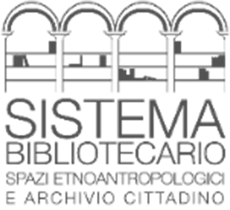 SISTEMA
BIBLIOTECARIO
SPAZI ETNOANTROPOLOGICI
E ARCHIVIO CITTADINO